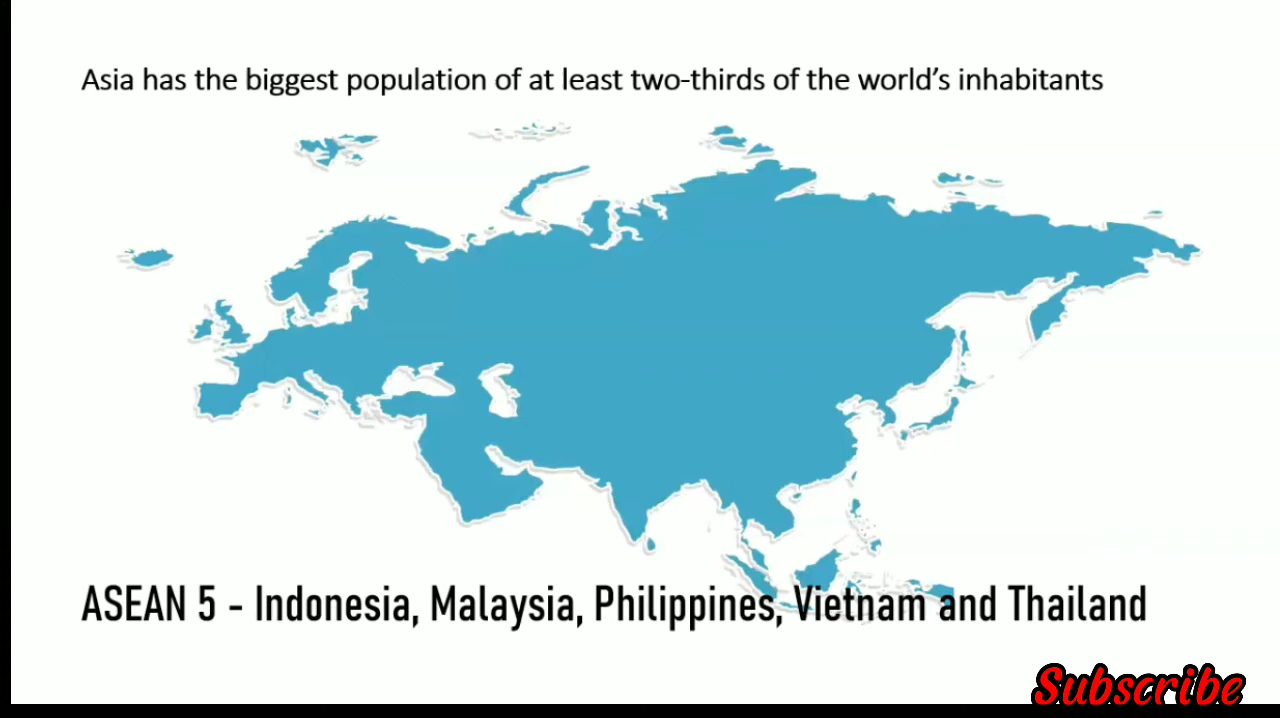 Asia has the biggest population of at least two-thirds of the world’s inhabitants
ASEAN 5 - Indonesia, Malaysia, Philippines, Vietnam and Thailand
Subscribe